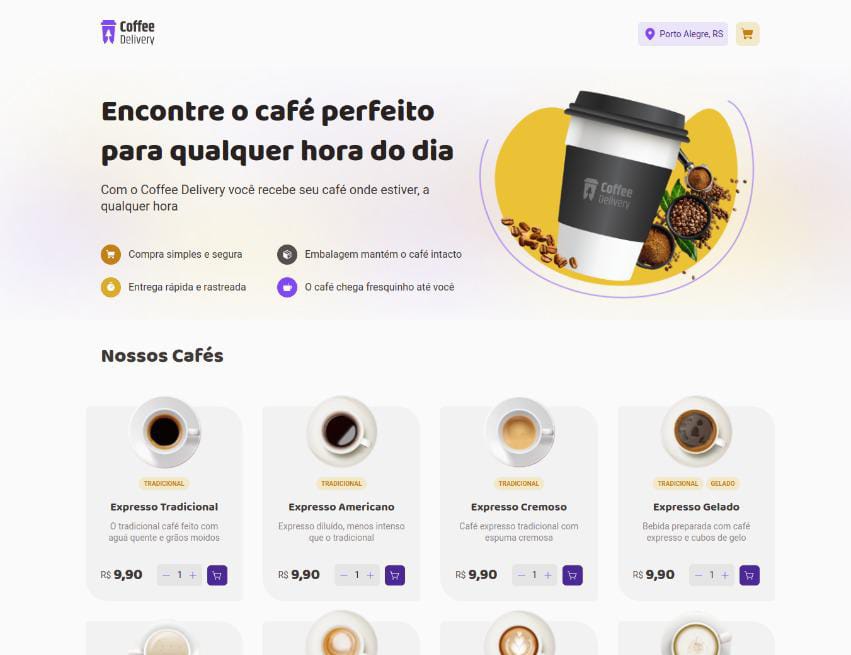 Coffee
Delivery
Porto Alegre, RS
Encontre o café perfeito
para qualquer hora do dia
Com o Coffee Delivery você recebe seu café onde estiver, a
qualquer hora
Coffee
Delivery
Compra simples e segura
Embalagem mantém o café intacto
Entrega rápida e rastreada
O café chega fresquinho até você
Nossos Cafés
TRADICIONAL
Expresso Tradicional
O tradicional café feito com
água quente e grãos moídos
R$ 9,90
1
TRADICIONAL
Expresso Americano
Expresso diluído, menos intenso
que o tradicional
R$ 9,90
1
TRADICIONAL
Expresso Cremoso
Café expresso tradicional com
espuma cremosa
R$ 9,90
1
TRADICIONAL GELADO
Expresso Gelado
Bebida preparada com café
expresso e cubos de gelo
R$ 9,90
1